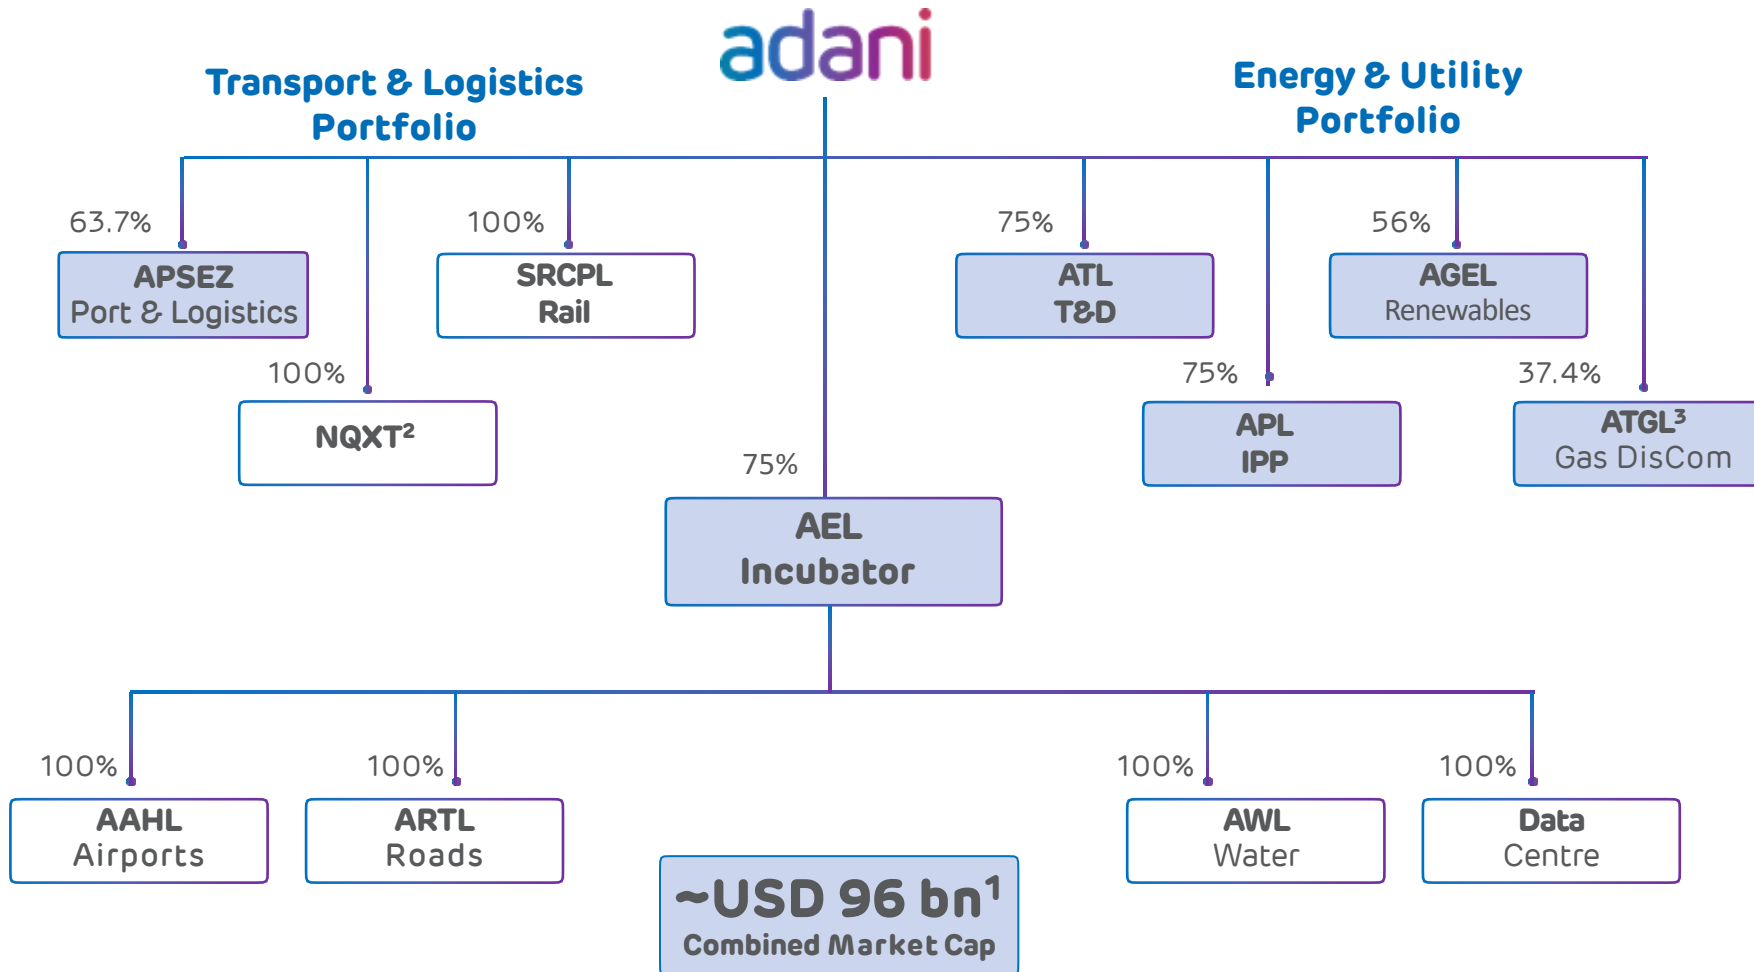 adani
Transport & Logistics
Portfolio
Energy & Utility
Portfolio
63.7%
APSEZ
Port & Logistics
100%
SRCPL
Rail
75%
ATL
T&D
56%
AGEL
Renewables
100%
NQXT²
75%
APL
IPP
37.4%
ATGL³
Gas DisCom
75%
AEL
Incubator
100%
AAHL
Airports
100%
ARTL
Roads
100%
AWL
Water
100%
Data
Centre
~USD 96 bn¹
Combined Market Cap